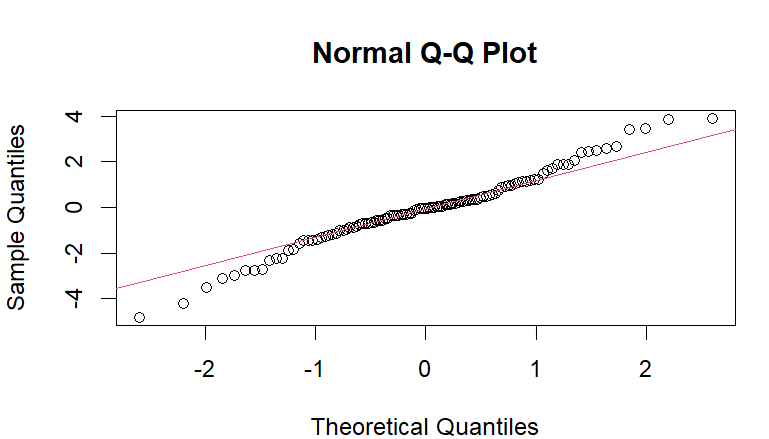 Normal Q-Q Plot
Sample Quantiles
4
2
0
-2
-4
-2 -1 0 1 2
Theoretical Quantiles